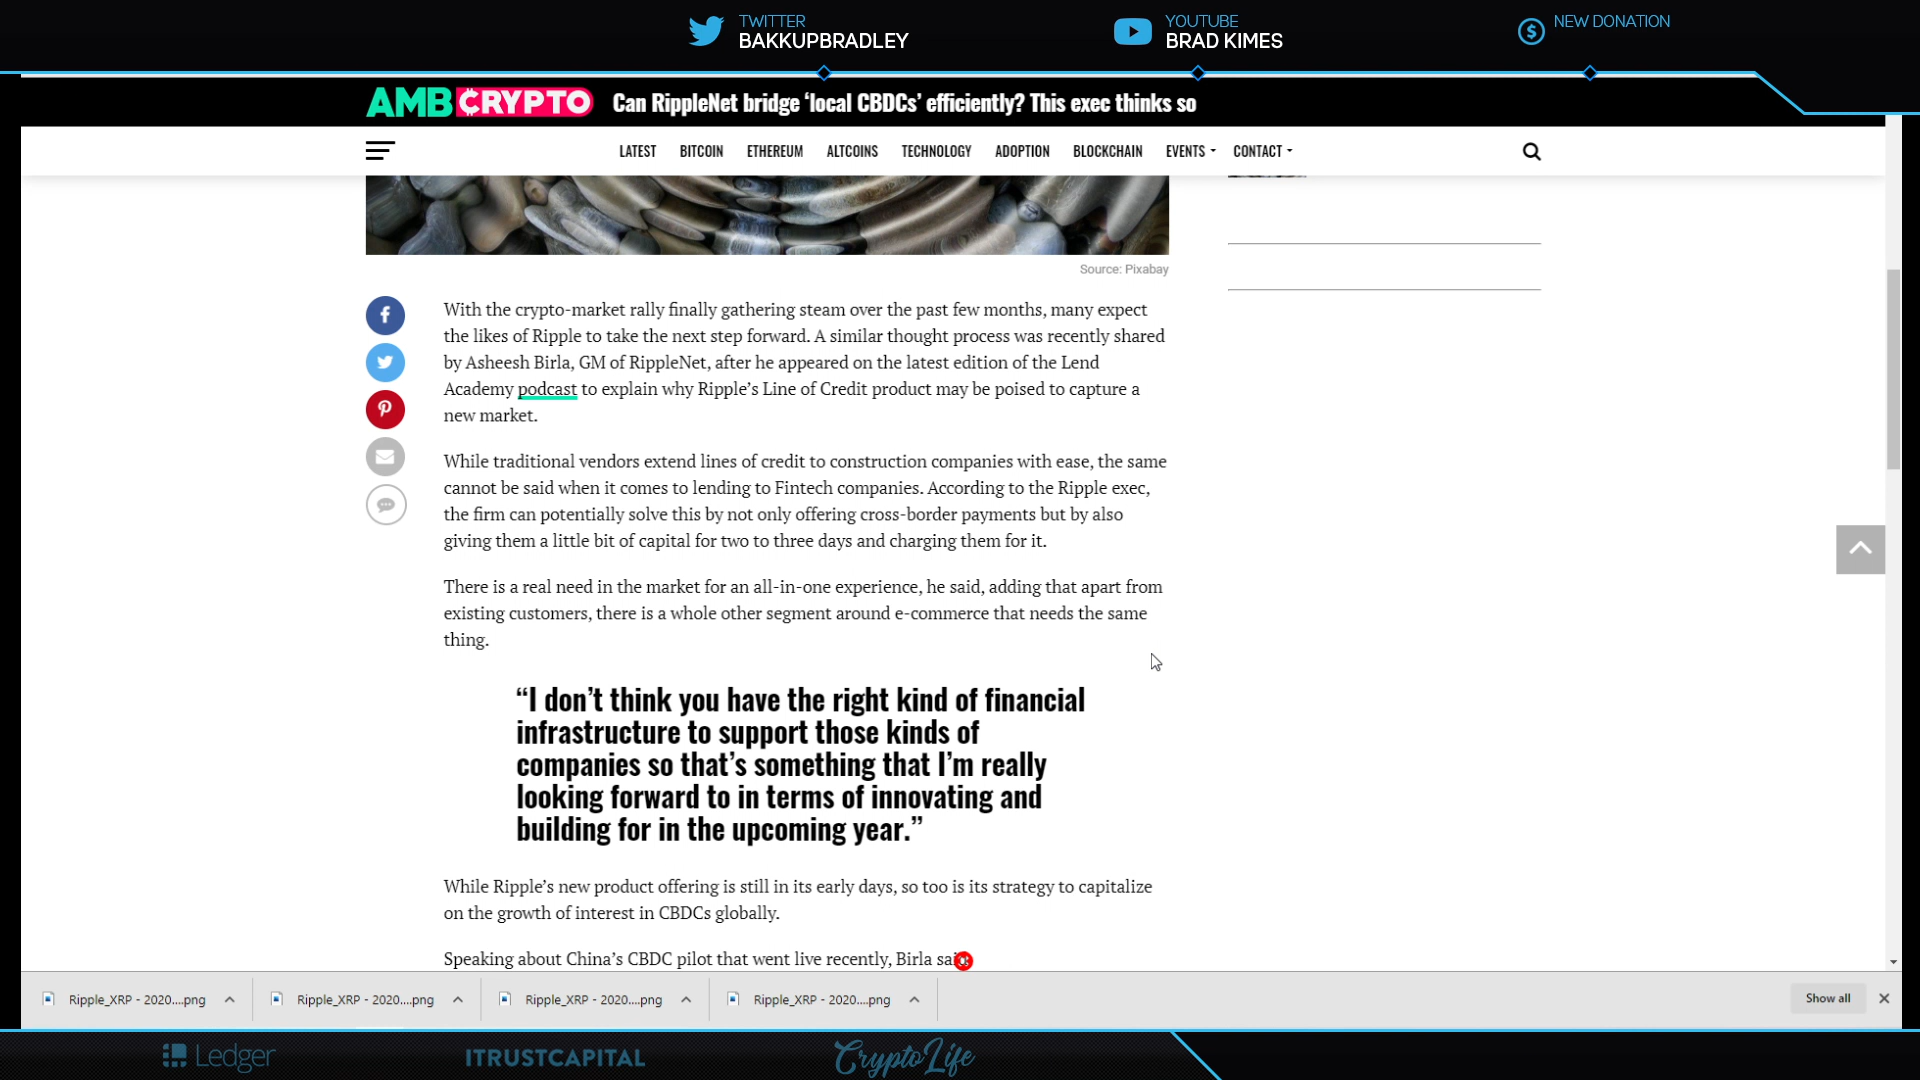 TWITTER
BAKKUPBRADLEY
YOUTUBE
BRAD KIMES
NEW DONATION
AMBCRYPTO
Can RippleNet bridge ‘local CBDCs’ efficiently? This exec thinks so
LATEST BITCOIN ETHEREUM ALTCOINS TECHNOLOGY ADOPTION BLOCKCHAIN EVENTS CONTACT
Source: Pixabay
With the crypto-market rally finally gathering steam over the past few months, many expect
the likes of Ripple to take the next step forward. A similar thought process was recently shared
by Asheesh Birla, GM of RippleNet, after he appeared on the latest edition of the Lend
Academy podcast to explain why Ripple’s Line of Credit product may be poised to capture a
new market.
While traditional vendors extend lines of credit to construction companies with ease, the same
cannot be said when it comes to lending to Fintech companies. According to the Ripple exec,
the firm can potentially solve this by not only offering cross-border payments but by also
giving them a little bit of capital for two to three days and charging them for it.
There is a real need in the market for an all-in-one experience, he said, adding that apart from
existing customers, there is a whole other segment around e-commerce that needs the same
thing.
“I don’t think you have the right kind of financial
infrastructure to support those kinds of
companies so that’s something that I’m really
looking forward to in terms of innovating and
building for in the upcoming year.”
While Ripple’s new product offering is still in its early days, so too is its strategy to capitalize
on the growth of interest in CBDCs globally.
Speaking about China’s CBDC pilot that went live recently, Birla
Ripple_XRP - 2020....png
Ripple_XRP - 2020....png
Ripple_XRP - 2020....png
Ripple_XRP - 2020....png
Show all
Ledger
ITRUSTCAPITAL
CryptoLife